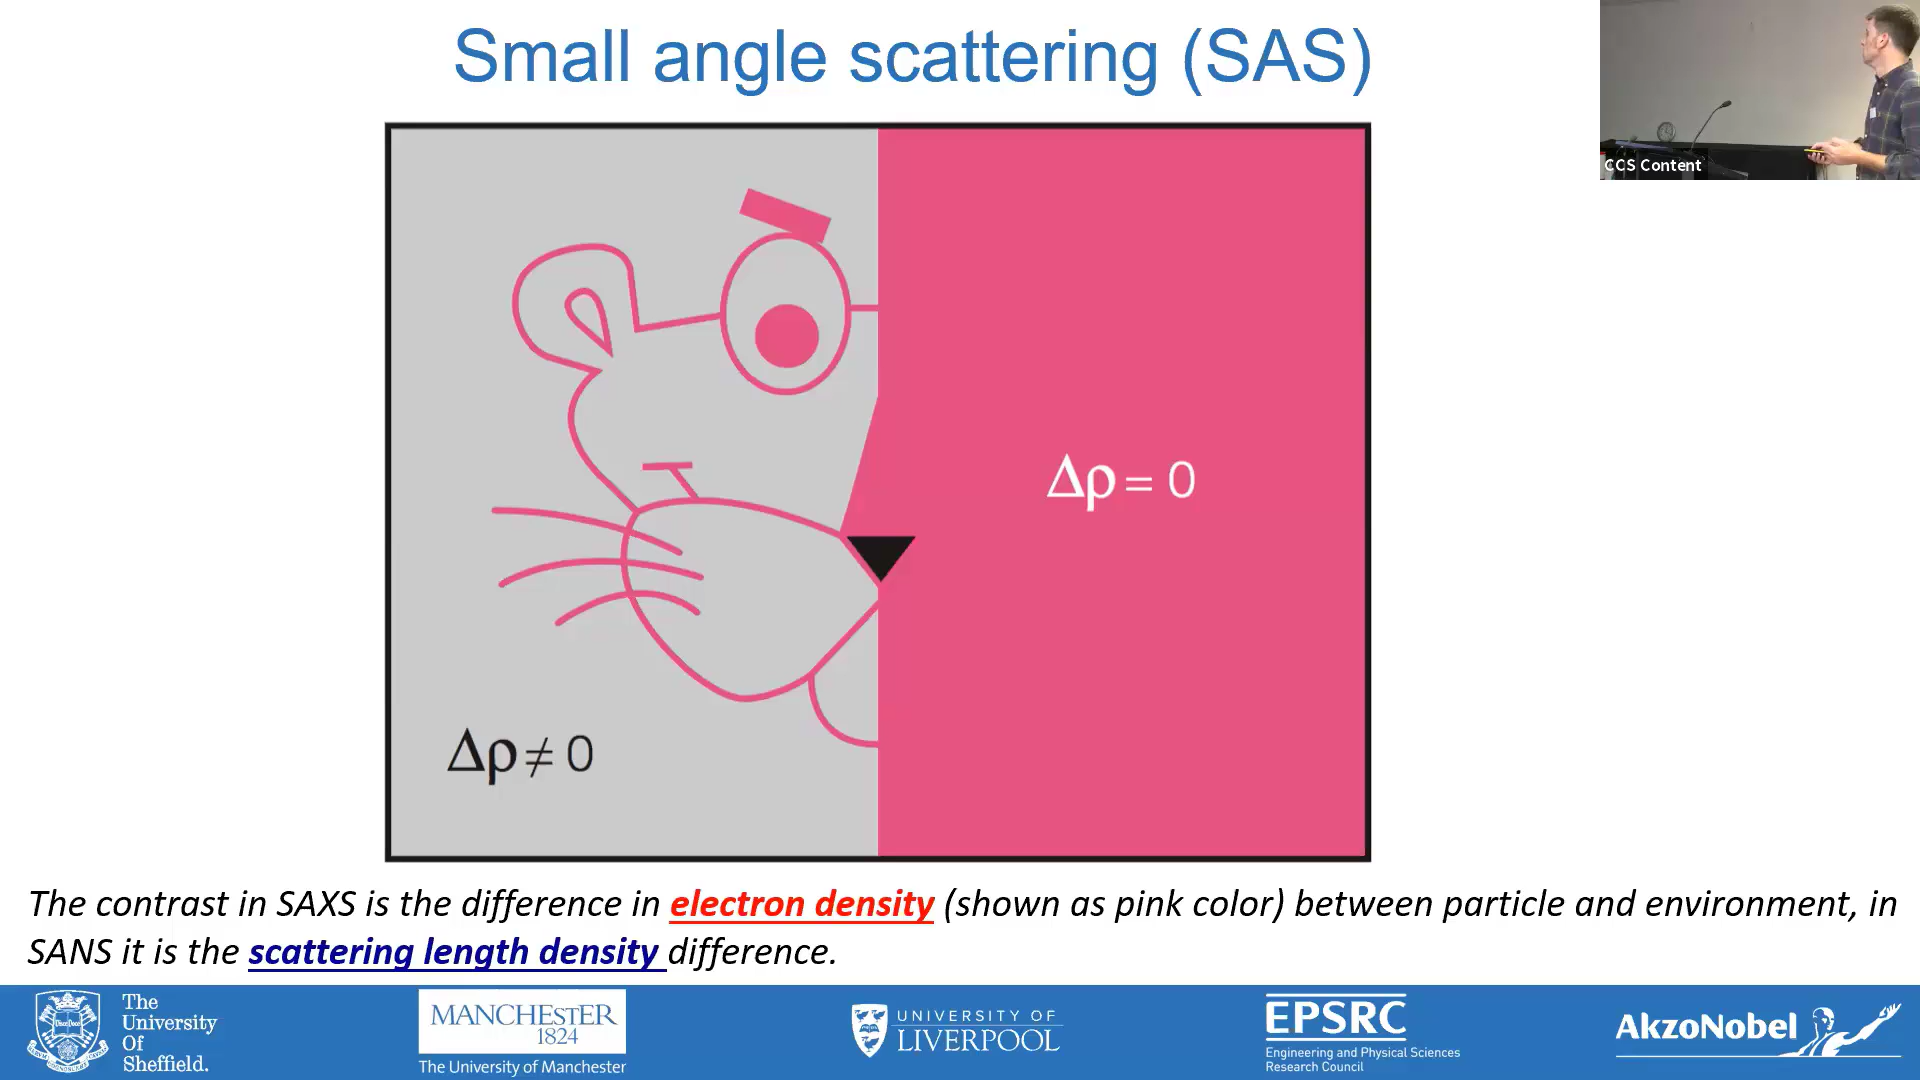 Small angle scattering (SAS)
CCS Content
Δρ = 0
Δρ ≠ 0
The contrast in SAXS is the difference in electron density (shown as pink color) between particle and environment, in
SANS it is the scattering length density difference.
The
University
Of
Sheffield.
MANCHESTER
1824
The University of Manchester
UNIVERSITY OF
LIVERPOOL
EPSRC
Engineering and Physical Sciences
Research Council
AkzoNobel